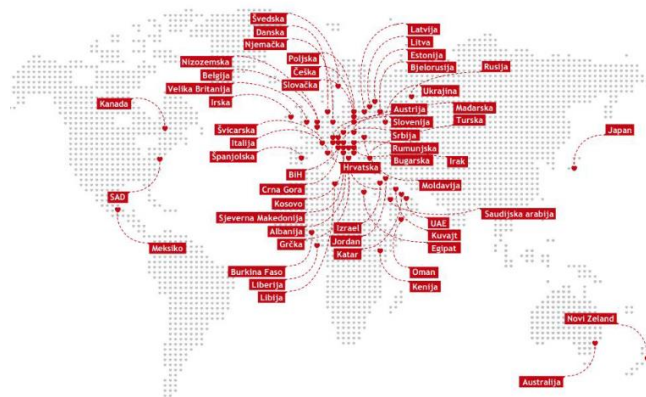 Švedska
Danska
Njemačka
Nizozemska
Belgija
Velika Britanija
Irska
Poljska
Češka
Slovačka
Latvija
Litva
Estonija
Bjelorusija
Rusija
Ukrajina
Kanada
Austrija
Mađarska
Slovenija
Turska
Srbija
Rumunjska
Bugarska
Irak
Japan
Švicarska
Italija
Španjolska
Hrvatska
Moldavija
BiH
Crna Gora
Kosovo
Sjeverna Makedonija
Albanija
Grčka
SAD
Meksiko
Izrael
Jordan
Katar
Saudijska arabija
UAE
Kuvajt
Egipat
Burkina Faso
Liberija
Libija
Oman
Kenija
Novi Zeland
Australija